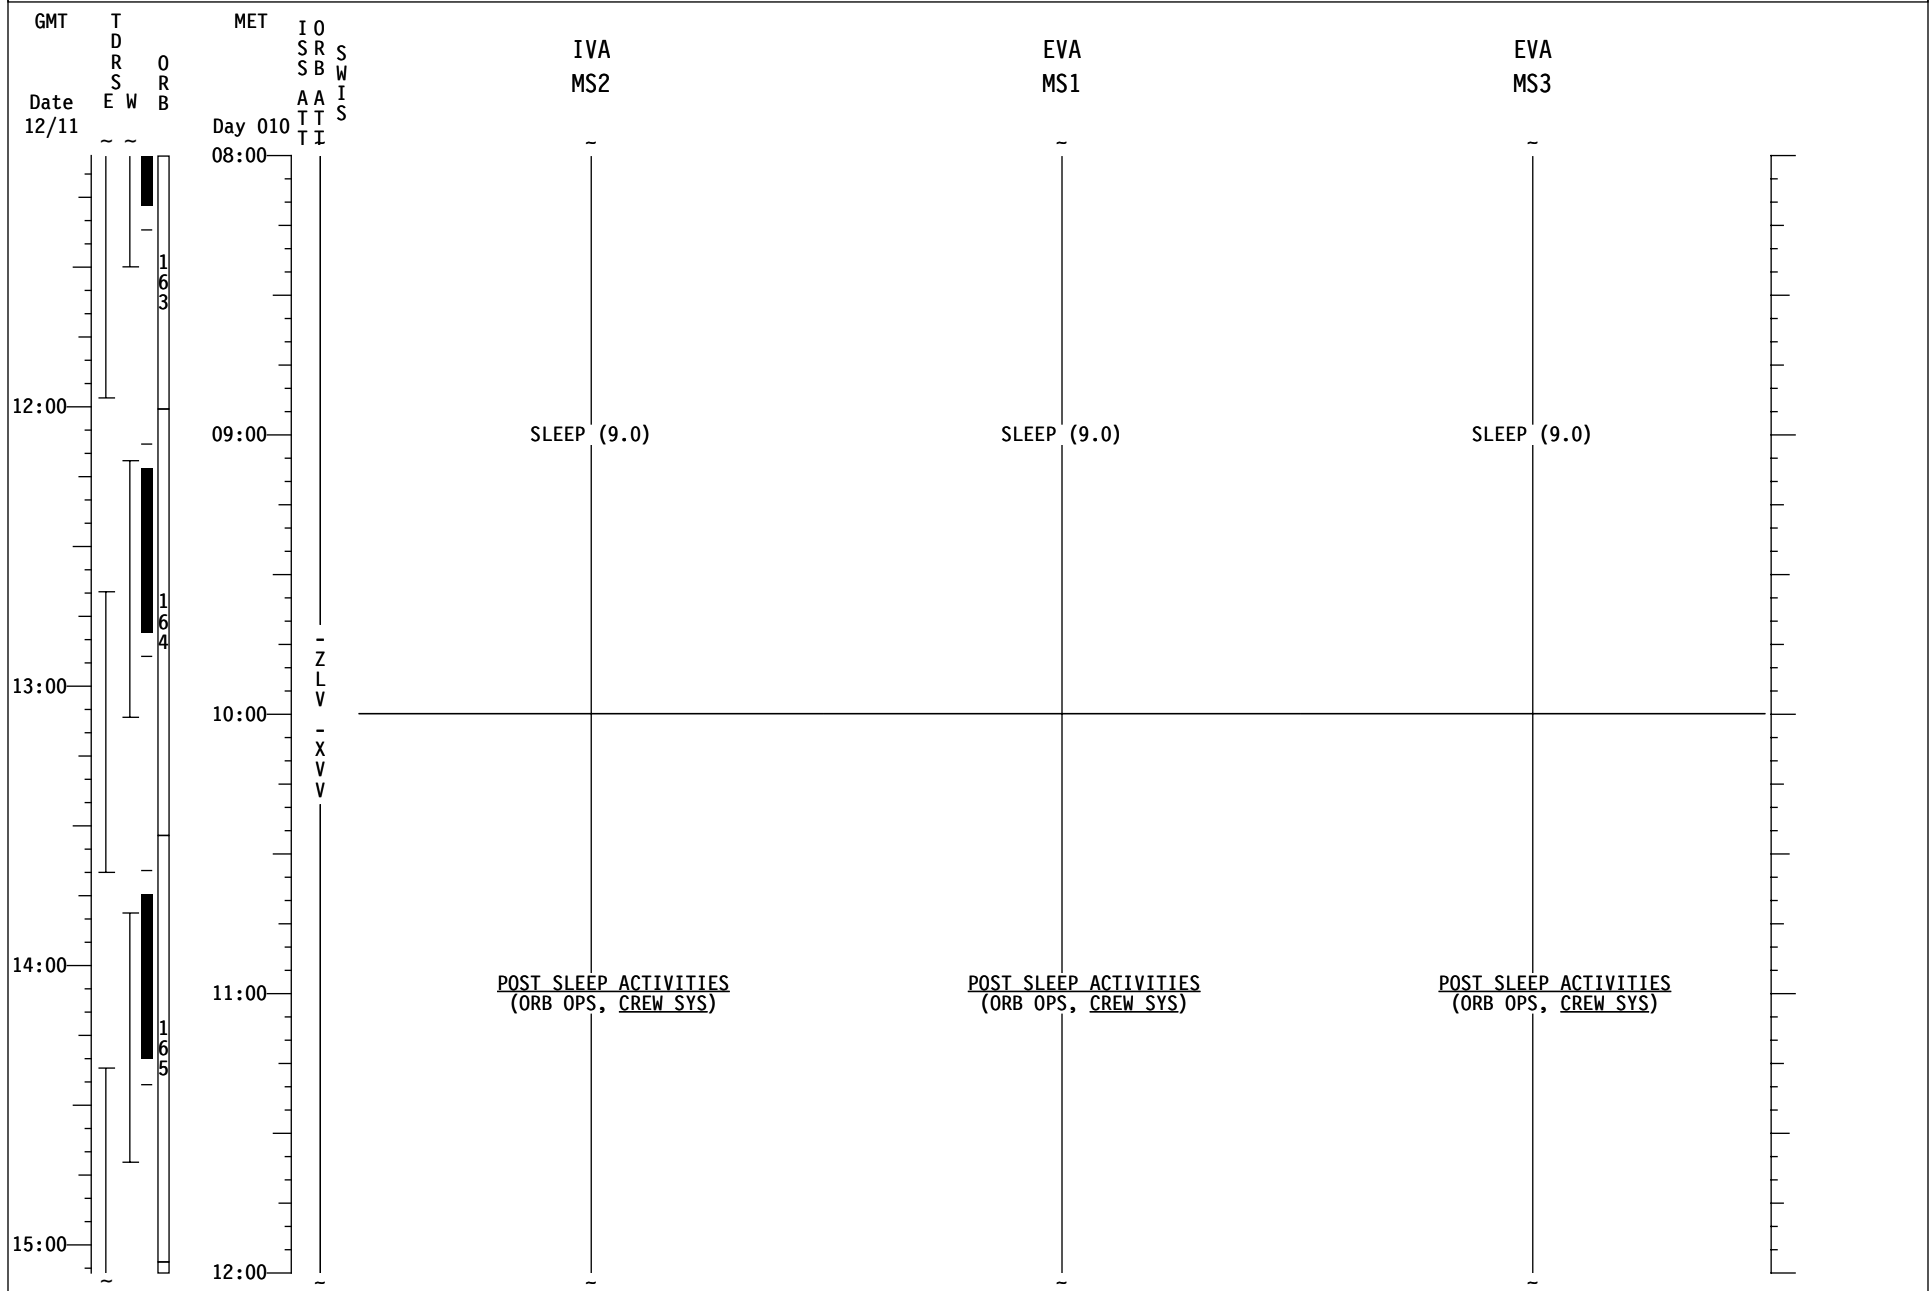 GMT
Date
12/11
TDRS
E W
ORB
MET
Day 010
ISS ATT
ORB ATT
SWIS
IVA
MS2
EVA
MS1
EVA
MS3
~ ~ ~ ~ ~ ~
08:00
163
12:00
09:00
SLEEP (9.0)
SLEEP (9.0)
SLEEP (9.0)
164
-ZLV
13:00
10:00
-XVV
14:00
11:00
POST SLEEP ACTIVITIES
(ORB OPS, CREW SYS)
POST SLEEP ACTIVITIES
(ORB OPS, CREW SYS)
POST SLEEP ACTIVITIES
(ORB OPS, CREW SYS)
165
15:00
12:00
~ ~ ~ ~ ~